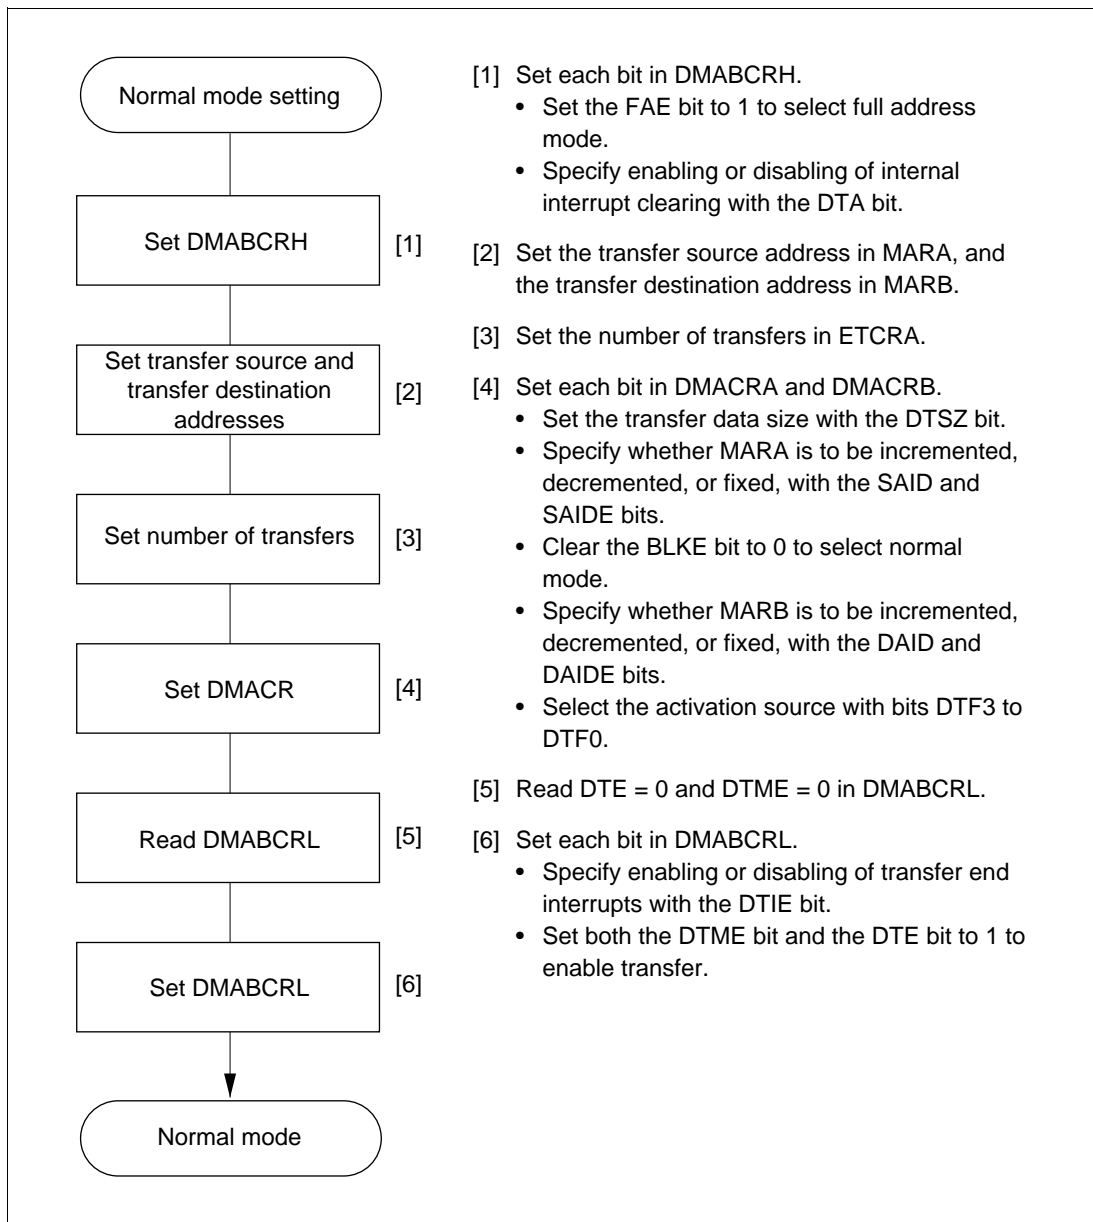 Normal mode setting
Set DMABCRH
[1]
Set transfer source and
transfer destination
addresses
[2]
Set number of transfers
[3]
Set DMACR
[4]
Read DMABCRL
[5]
Set DMABCRL
[6]
Normal mode
[1] Set each bit in DMABCRH.
• Set the FAE bit to 1 to select full address
mode.
• Specify enabling or disabling of internal
interrupt clearing with the DTA bit.
[2] Set the transfer source address in MARA, and
the transfer destination address in MARB.
[3] Set the number of transfers in ETCRA.
[4] Set each bit in DMACRA and DMACRB.
• Set the transfer data size with the DTSZ bit.
• Specify whether MARA is to be incremented,
decremented, or fixed, with the SAID and
SAIDE bits.
• Clear the BLKE bit to 0 to select normal
mode.
• Specify whether MARB is to be incremented,
decremented, or fixed, with the DAID and
DAIDE bits.
• Select the activation source with bits DTF3 to
DTF0.
[5] Read DTE = 0 and DTME = 0 in DMABCRL.
[6] Set each bit in DMABCRL.
• Specify enabling or disabling of transfer end
interrupts with the DTIE bit.
• Set both the DTME bit and the DTE bit to 1 to
enable transfer.